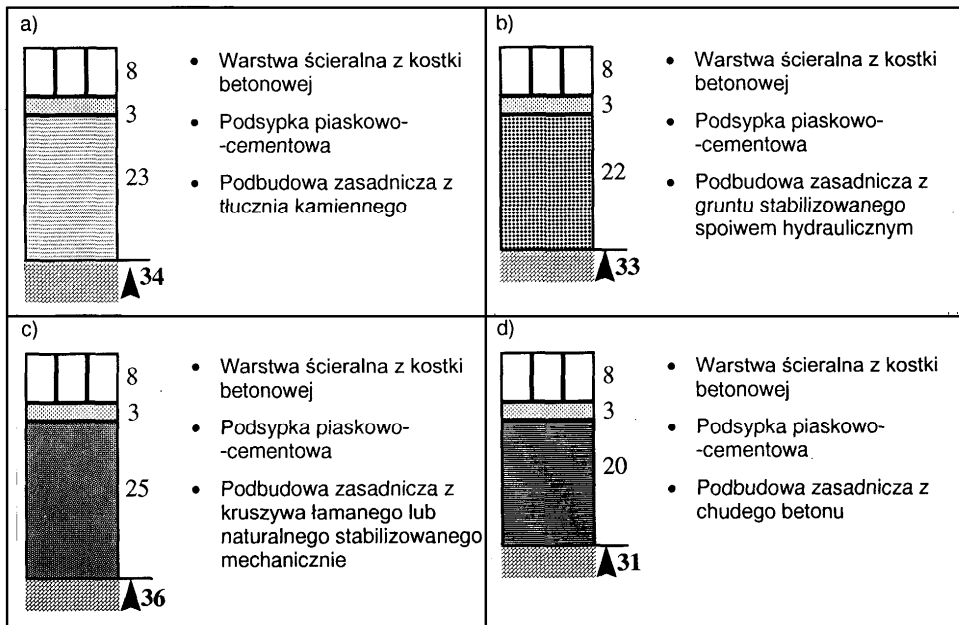 a)
8
3
23
34
• Warstwa ścieralna z kostki
betonowej
• Podsypka piaskowo-
-cementowa
• Podbudowa zasadnicza z
tłucznia kamiennego
b)
8
3
22
33
• Warstwa ścieralna z kostki
betonowej
• Podsypka piaskowo-
-cementowa
• Podbudowa zasadnicza z
gruntu stabilizowanego
spoiwem hydraulicznym
c)
8
3
25
36
• Warstwa ścieralna z kostki
betonowej
• Podsypka piaskowo-
-cementowa
• Podbudowa zasadnicza z
kruszywa łamanego lub
naturalnego stabilizowanego
mechanicznie
d)
8
3
20
31
• Warstwa ścieralna z kostki
betonowej
• Podsypka piaskowo-
-cementowa
• Podbudowa zasadnicza z
chudego betonu